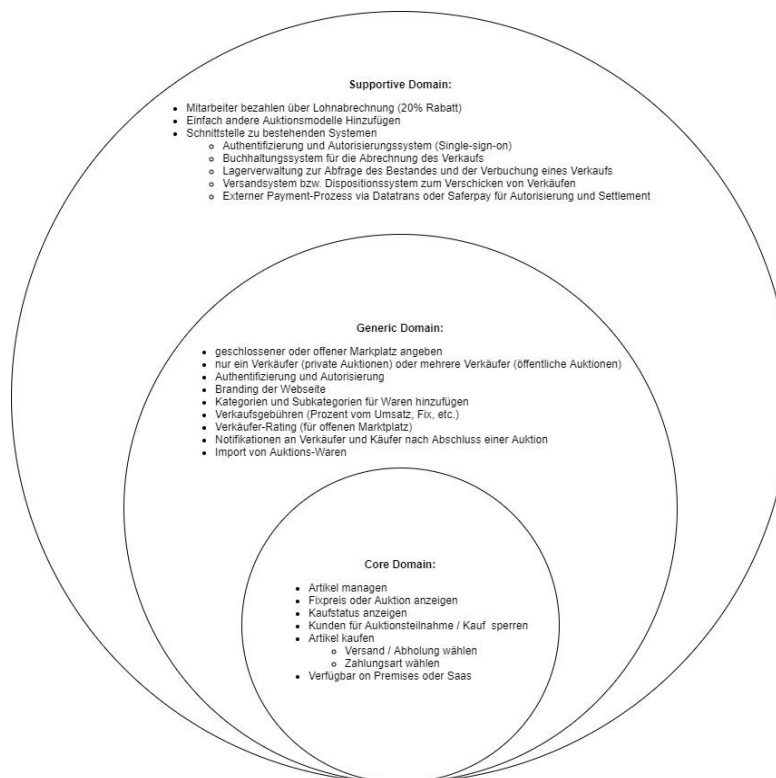 Supportive Domain:
Mitarbeiter bezahlen über Lohnabrechnung (20% Rabatt)
Einfach andere Auktionsmodelle Hinzufügen
Schnittstelle zu bestehenden Systemen
Authentifizierung und Autorisierungssystem (Single-sign-on)
Buchhaltungssystem für die Abrechnung des Verkaufs
Lagerverwaltung zur Abfrage des Bestandes und der Verbuchung eines Verkaufs
Versandsystem bzw. Dispositionssystem zum Verschicken von Verkäufen
Externer Payment-Prozess via Datatrans oder Saferpay für Autorisierung und Settlement
Generic Domain:
geschlossener oder offener Markplatz angeben
nur ein Verkäufer (private Auktionen) oder mehrere Verkäufer (öffentliche Auktionen)
Authentifizierung und Autorisierung
Branding der Webseite
Kategorien und Subkategorien für Waren hinzufügen
Verkaufsgebühren (Prozent vom Umsatz, Fix, etc.)
Verkäufer-Rating (für offenen Marktplatz)
Notifikationen an Verkäufer und Käufer nach Abschluss einer Auktion
Import von Auktions-Waren
Core Domain:
Artikel managen
Fixpreis oder Auktion anzeigen
Kaufstatus anzeigen
Kunden für Auktionsteilnahme / Kauf sperren
Artikel kaufen
Versand / Abholung wählen
Zahlungsart wählen
Verfügbar on Premises oder Saas